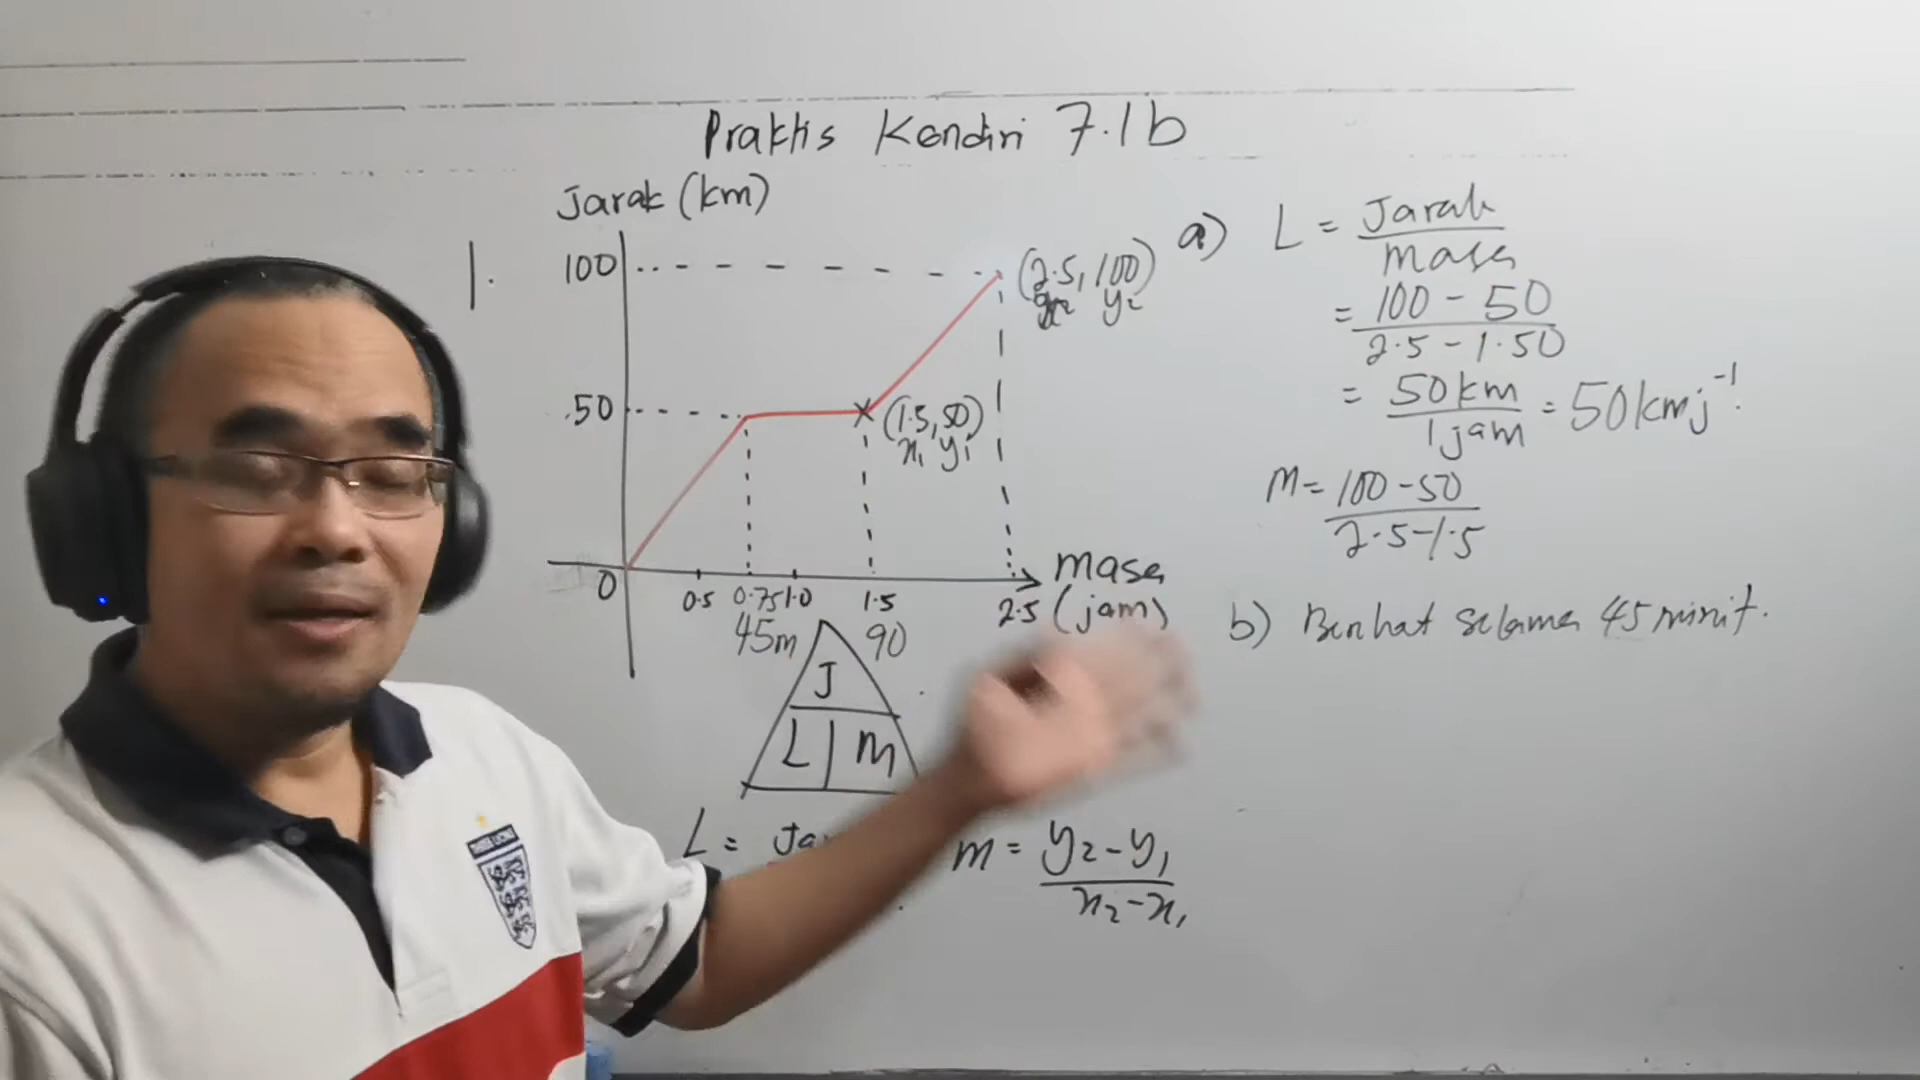 Praktis Kendiri 7.1b
1.
Jarak (km)
100
50
0
0.5 0.75 1.0 1.5 2.5
45m 90
masa
(jam)
(2.5, 100)
x₂ y₂
(1.5, 50)
x₁ y₁
J
L m
L = Ja
m = y₂ - y₁
x₂ - x₁
a) L = Jarak
masa
= 100 - 50
2.5 - 1.50
= 50 km
1 jam
= 50 kmj⁻¹.
m = 100 - 50
2.5 - 1.5
b) Berihat selama 45 minit.